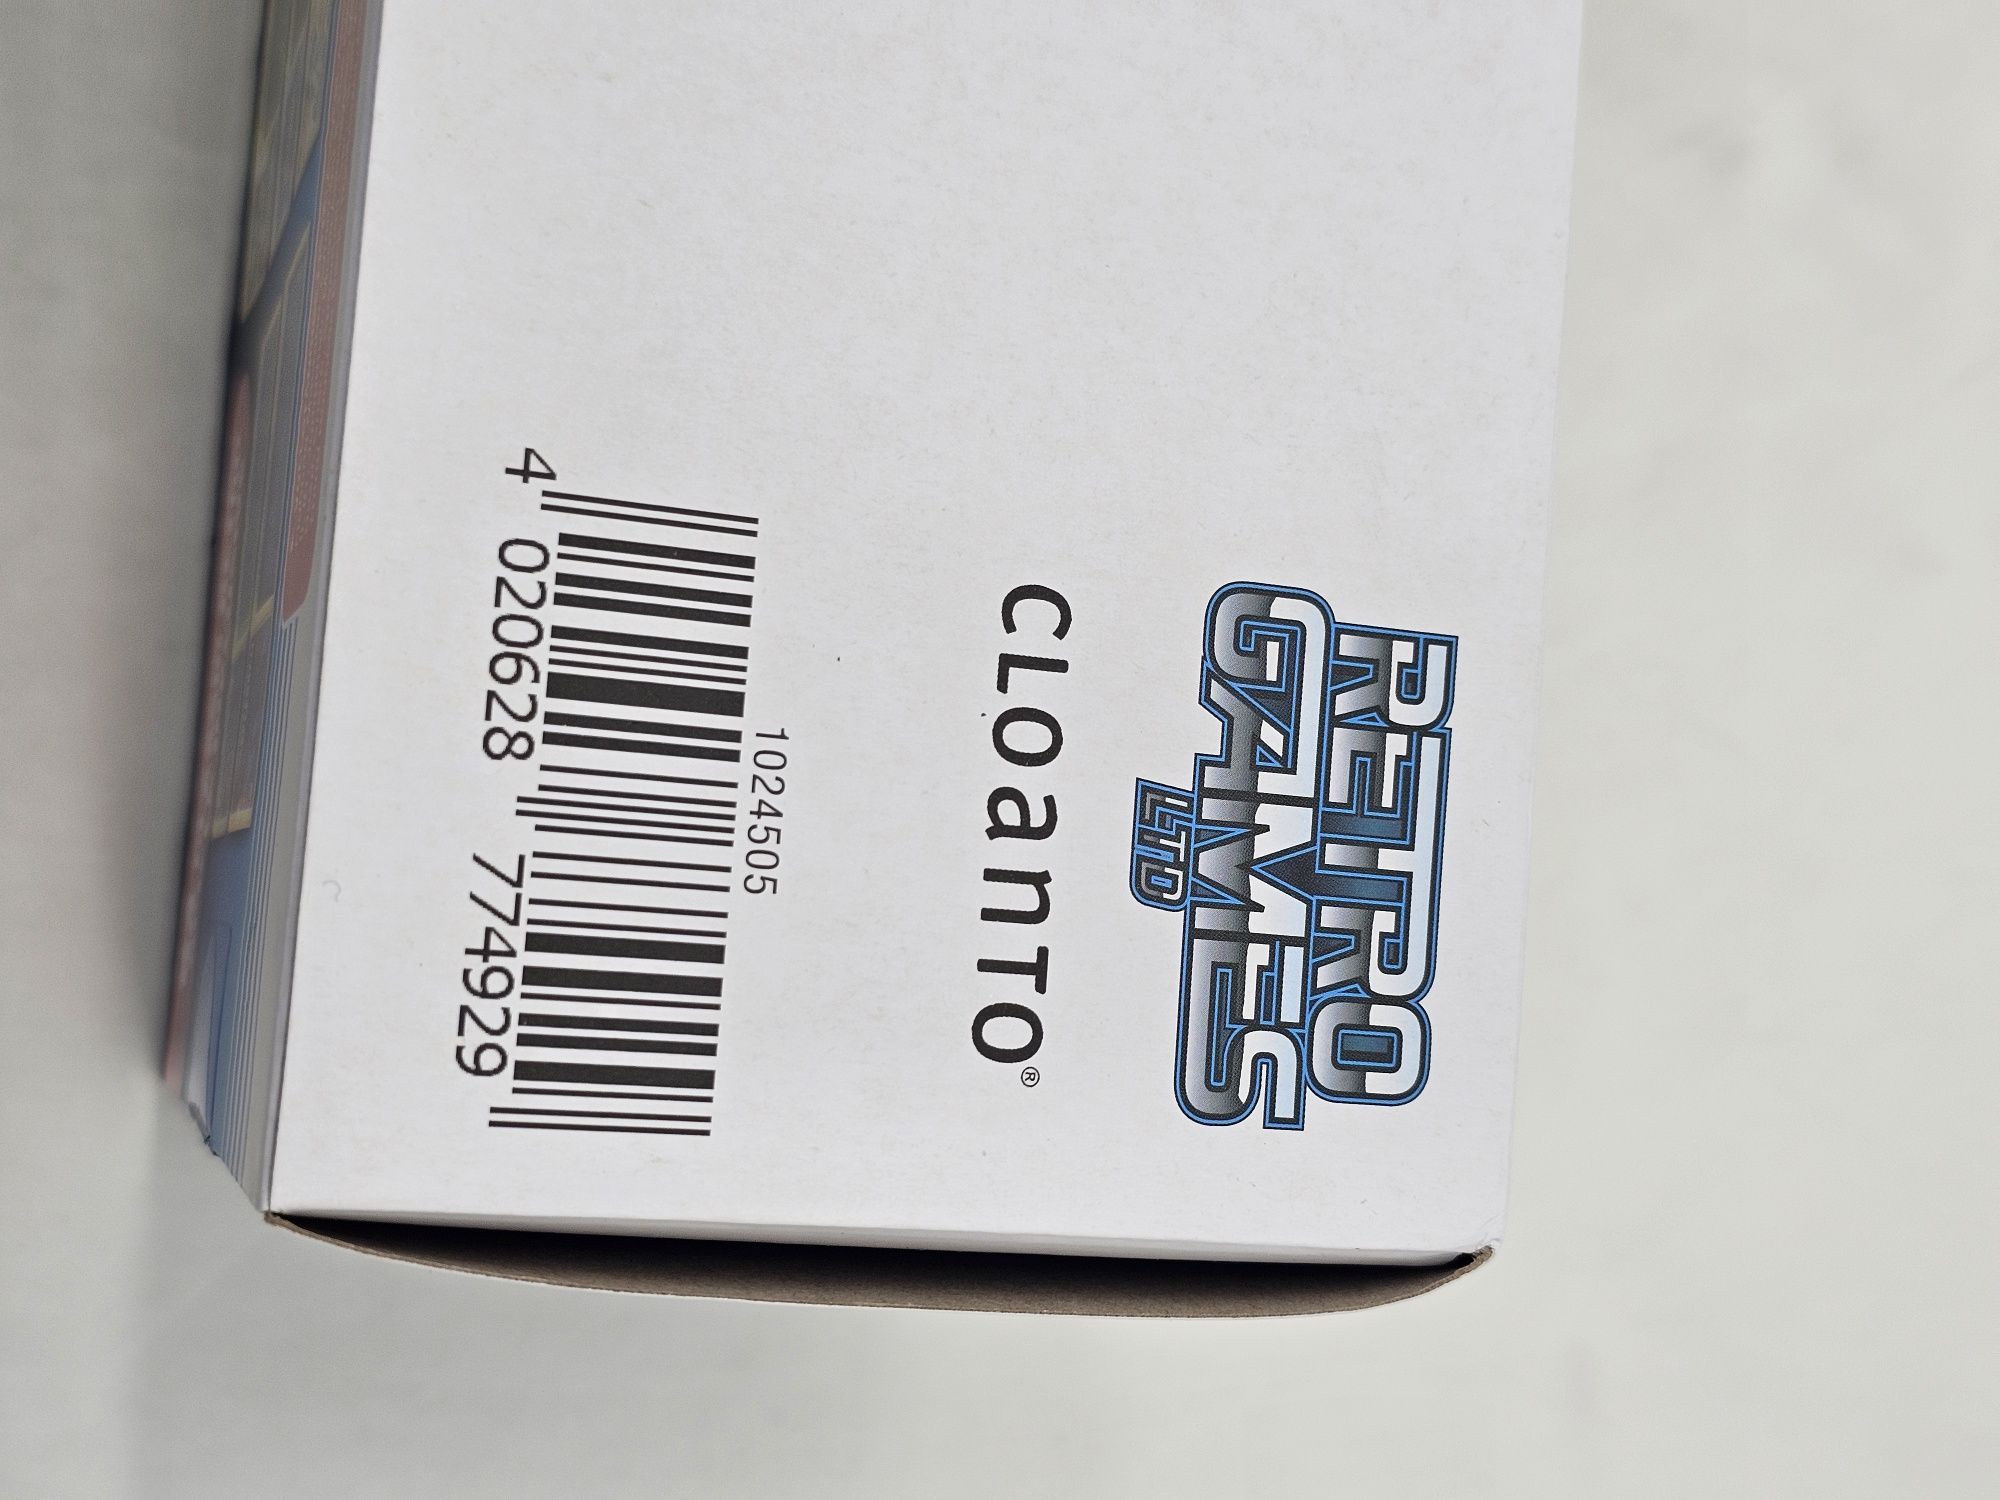 RETRO
GAMES
LTD
CLOANTO®
1024505
4 020628 774929